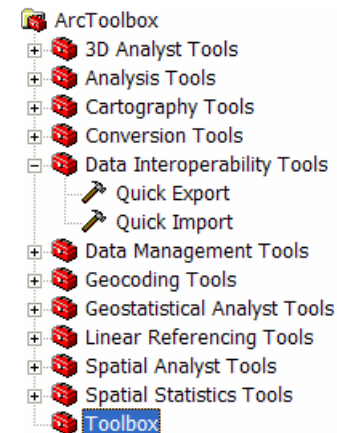 ArcToolbox
3D Analyst Tools
Analysis Tools
Cartography Tools
Conversion Tools
Data Interoperability Tools
Quick Export
Quick Import
Data Management Tools
Geocoding Tools
Geostatistical Analyst Tools
Linear Referencing Tools
Spatial Analyst Tools
Spatial Statistics Tools
Toolbox